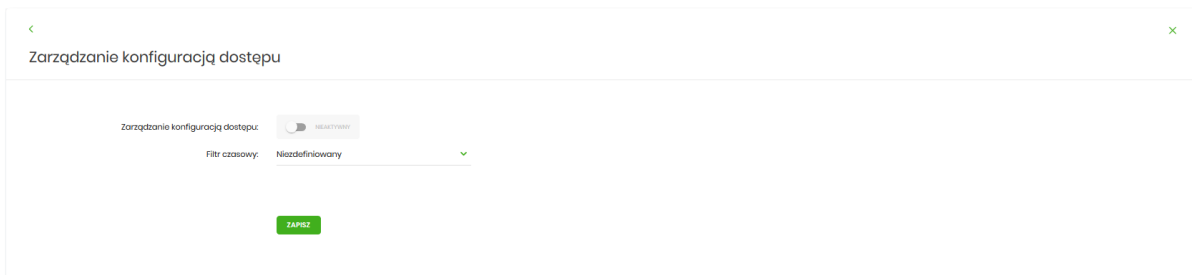 Zarządzanie konfiguracją dostępu
Zarządzanie konfiguracją dostępu: NIEAKTYWNY
Filtr czasowy: Niezdefiniowany
ZAPISZ